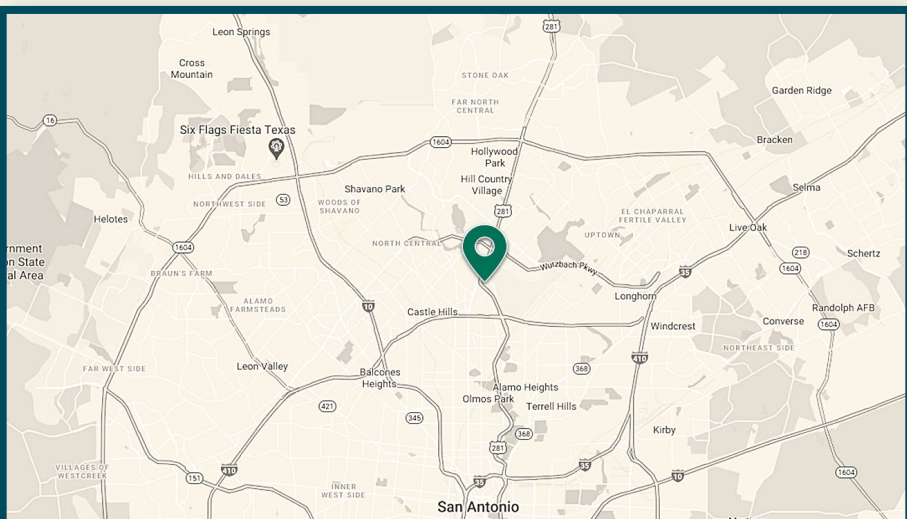 281
Leon Springs
Cross
Mountain
STONE OAK
FAR NORTH
CENTRAL
Garden Ridge
16
Six Flags Fiesta Texas
1604
Hollywood
Park
Bracken
HILLS AND DALES
Shavano Park
Hill Country
Village
Selma
NORTHWEST SIDE
53
WOODS OF
SHAVANO
281
EL CHAPARRAL
FERTILE VALLEY
Helotes
Live Oak
UPTOWN
NORTH CENTRAL
1604
rnment
on State
al Area
218
Schertz
BRAUN'S FARM
Wurzbach Pkwy
35
1604
ALAMO
FARMSTEADS
10
Longhorn
Castle Hills
Randolph AFB
Windcrest
Converse
1604
NORTHEAST SIDE
410
FAR WEST SIDE
Leon Valley
Balcones
Heights
368
Alamo Heights
Olmos Park
Terrell Hills
421
345
368
Kirby
281
VILLAGES OF
WESTCREEK
410
151
35
35
10
1604
INNER
WEST SIDE
San Antonio